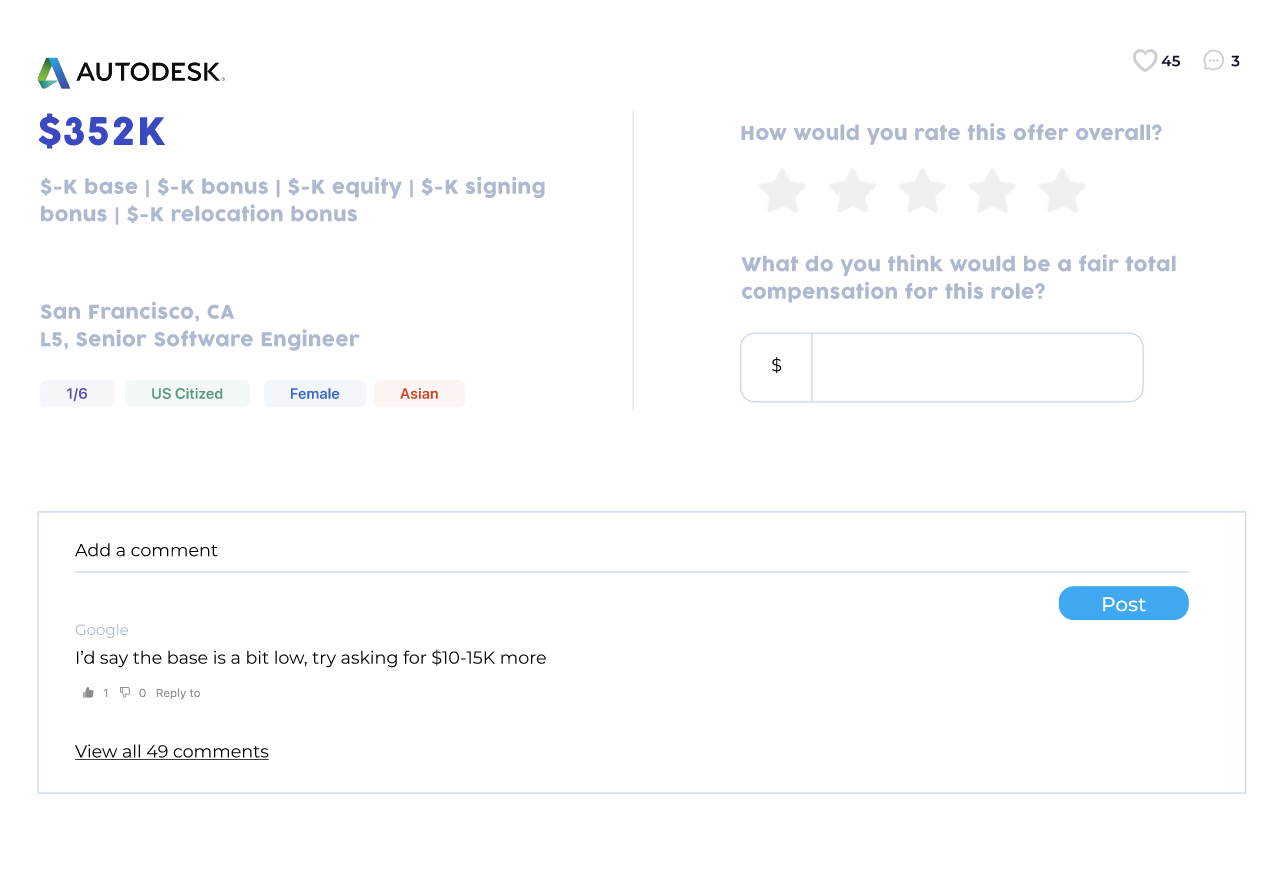 AUTODESK
45 3
$352K
$-K base | $-K bonus | $-K equity | $-K signing
bonus | $-K relocation bonus
San Francisco, CA
L5, Senior Software Engineer
1/6 US Citized Female Asian
How would you rate this offer overall?
What do you think would be a fair total
compensation for this role?
$
Add a comment
Post
Google
I’d say the base is a bit low, try asking for $10-15K more
1 0 Reply to
View all 49 comments